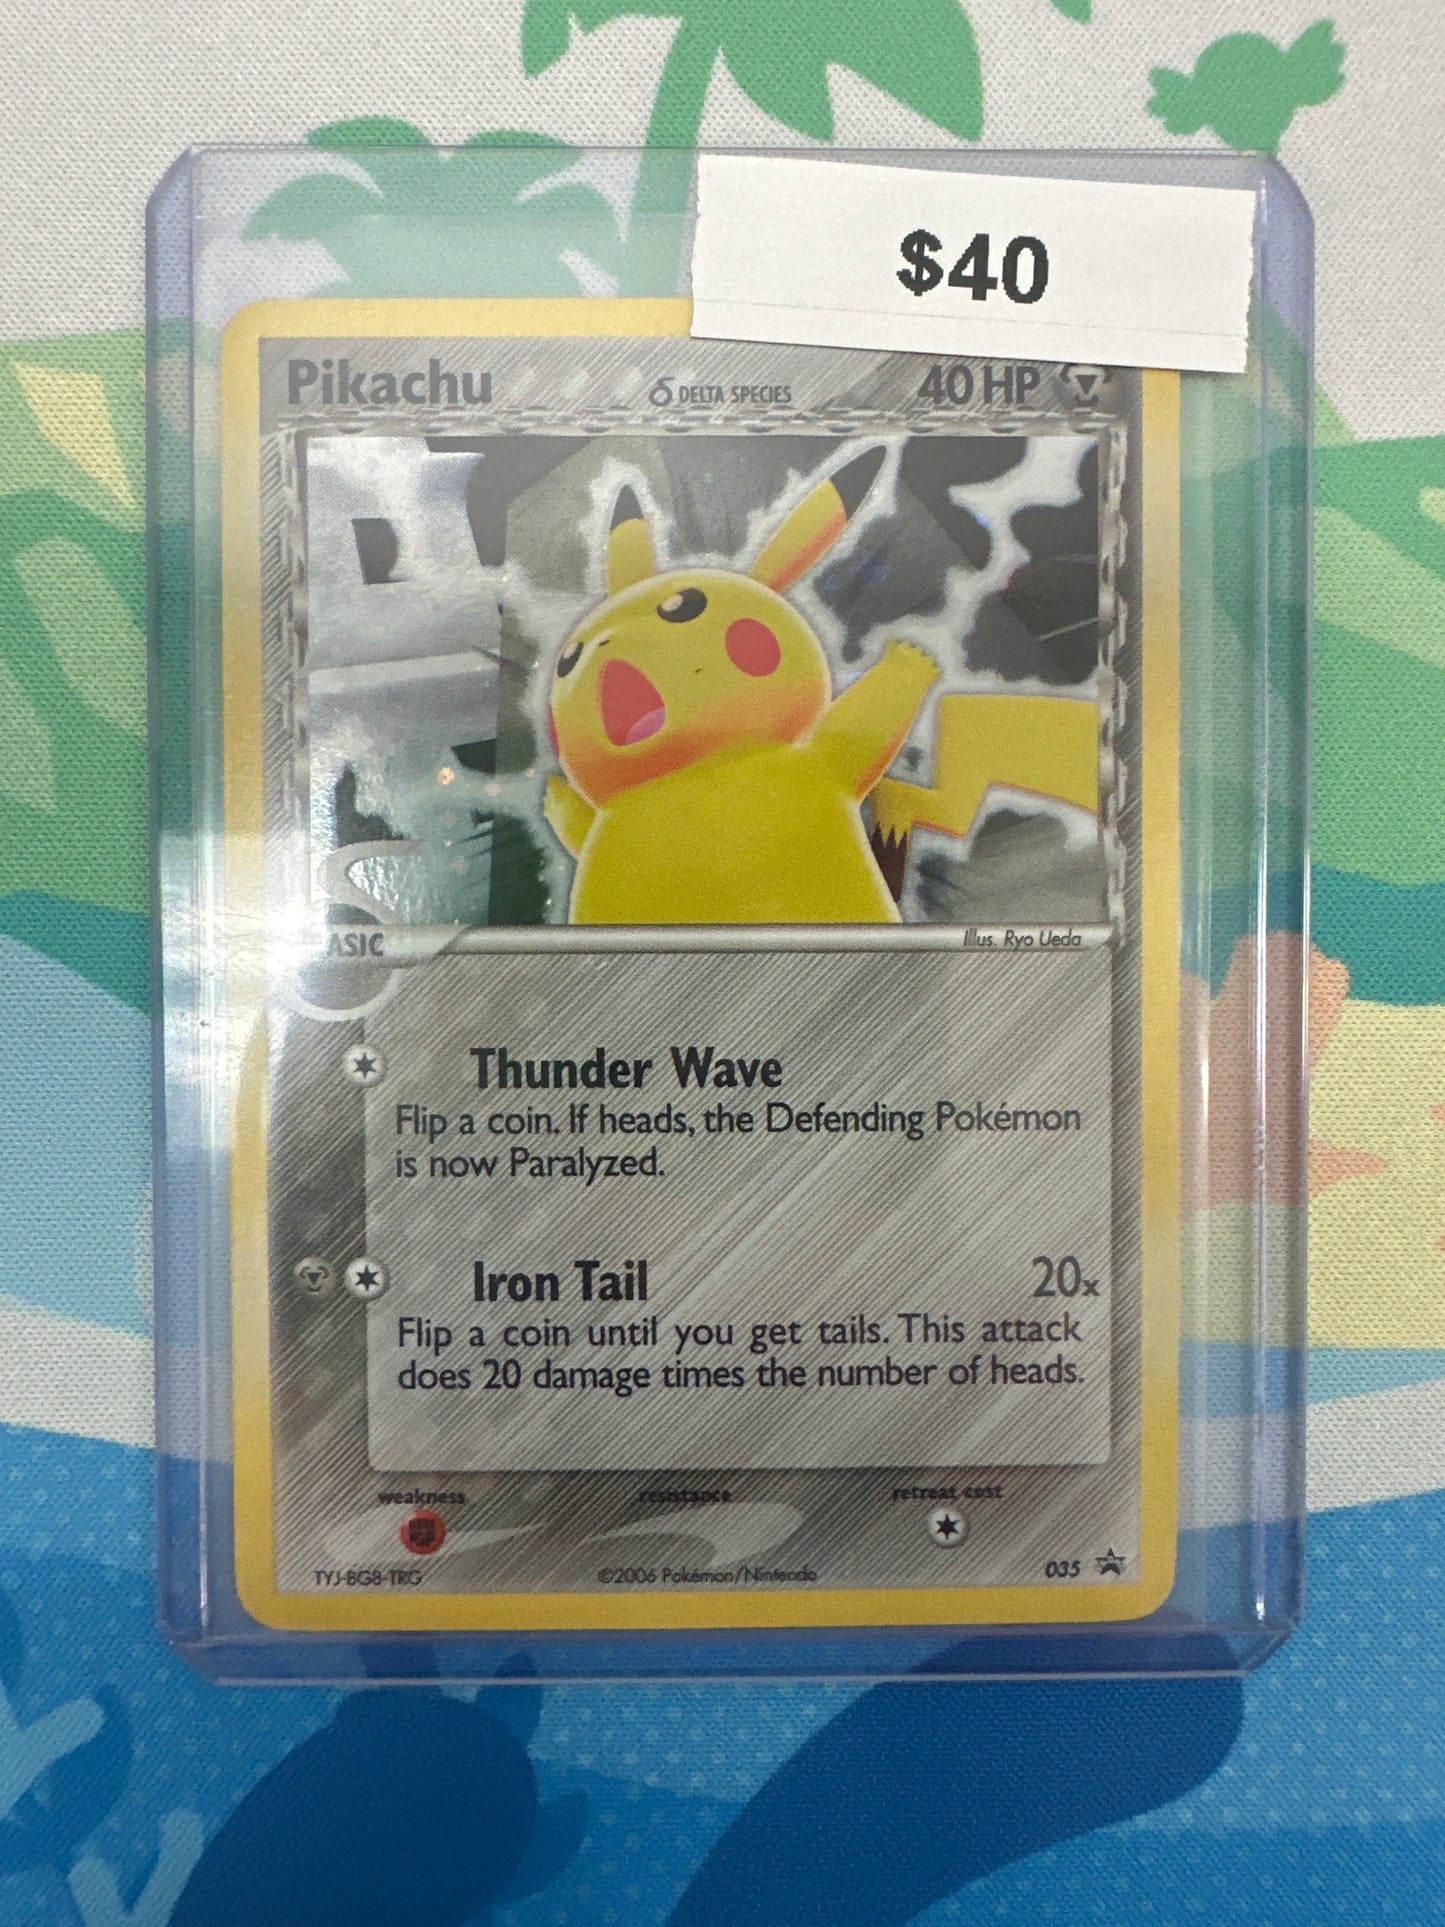 $40
Pikachu δ DELTA SPECIES 40 HP
BASIC
Illus. Ryo Ueda
Thunder Wave
Flip a coin. If heads, the Defending Pokémon
is now Paralyzed.
Iron Tail 20x
Flip a coin until you get tails. This attack
does 20 damage times the number of heads.
weakness resistance retreat cost
TYJ-BG8-TRG ©2006 Pokémon/Nintendo 035